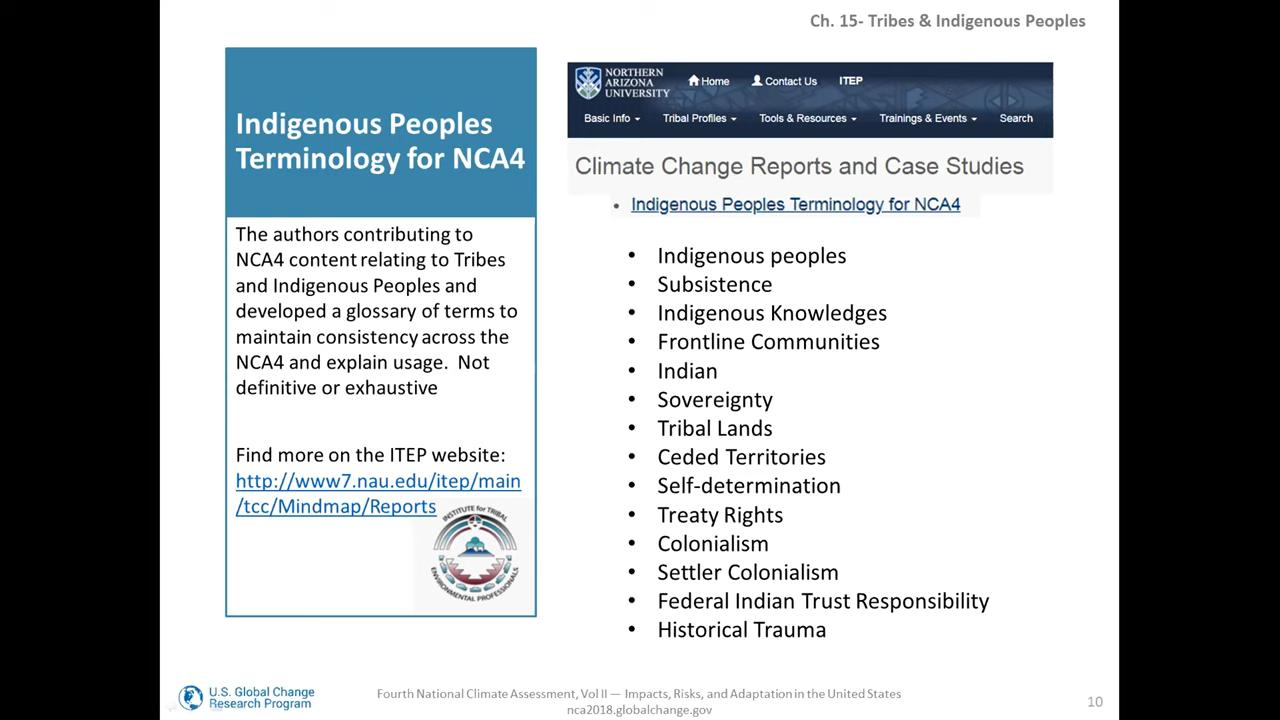 Ch. 15- Tribes & Indigenous Peoples
Indigenous Peoples
Terminology for NCA4
The authors contributing to
NCA4 content relating to Tribes
and Indigenous Peoples and
developed a glossary of terms to
maintain consistency across the
NCA4 and explain usage.  Not
definitive or exhaustive
Find more on the ITEP website:
http://www7.nau.edu/itep/main
/tcc/Mindmap/Reports
INSTITUTE for TRIBAL
ENVIRONMENTAL PROFESSIONALS
NORTHERN
ARIZONA
UNIVERSITY
Home Contact Us ITEP
Basic Info Tribal Profiles Tools & Resources Trainings & Events Search
Climate Change Reports and Case Studies
• Indigenous Peoples Terminology for NCA4
• Indigenous peoples
• Subsistence
• Indigenous Knowledges
• Frontline Communities
• Indian
• Sovereignty
• Tribal Lands
• Ceded Territories
• Self-determination
• Treaty Rights
• Colonialism
• Settler Colonialism
• Federal Indian Trust Responsibility
• Historical Trauma
U.S. Global Change
Research Program
Fourth National Climate Assessment, Vol II — Impacts, Risks, and Adaptation in the United States
nca2018.globalchange.gov
10